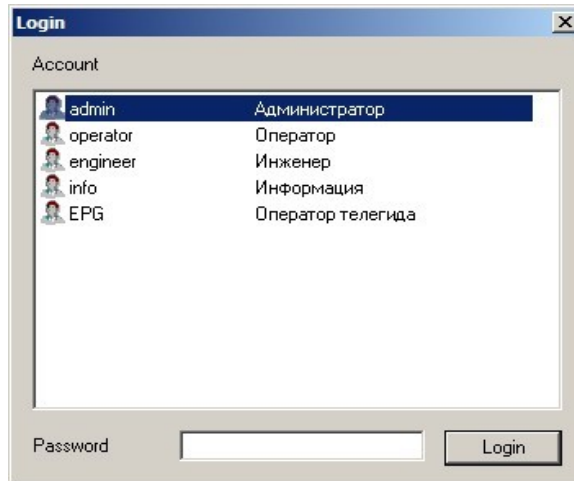 Login
Account
admin Администратор
operator Оператор
engineer Инженер
info Информация
EPG Оператор телегида
Password Login